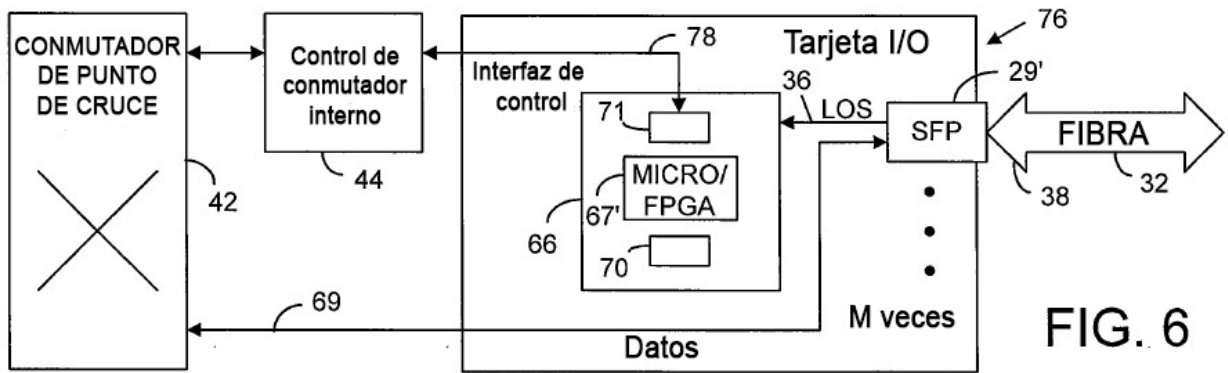 CONMUTADOR
DE PUNTO
DE CRUCE
42
Control de
conmutador
interno
44
78
Interfaz de
control
Tarjeta I/O
76
71
MICRO/
FPGA
67'
66
70
36
LOS
29'
SFP
FIBRA
38
32
69
Datos
M veces
FIG. 6